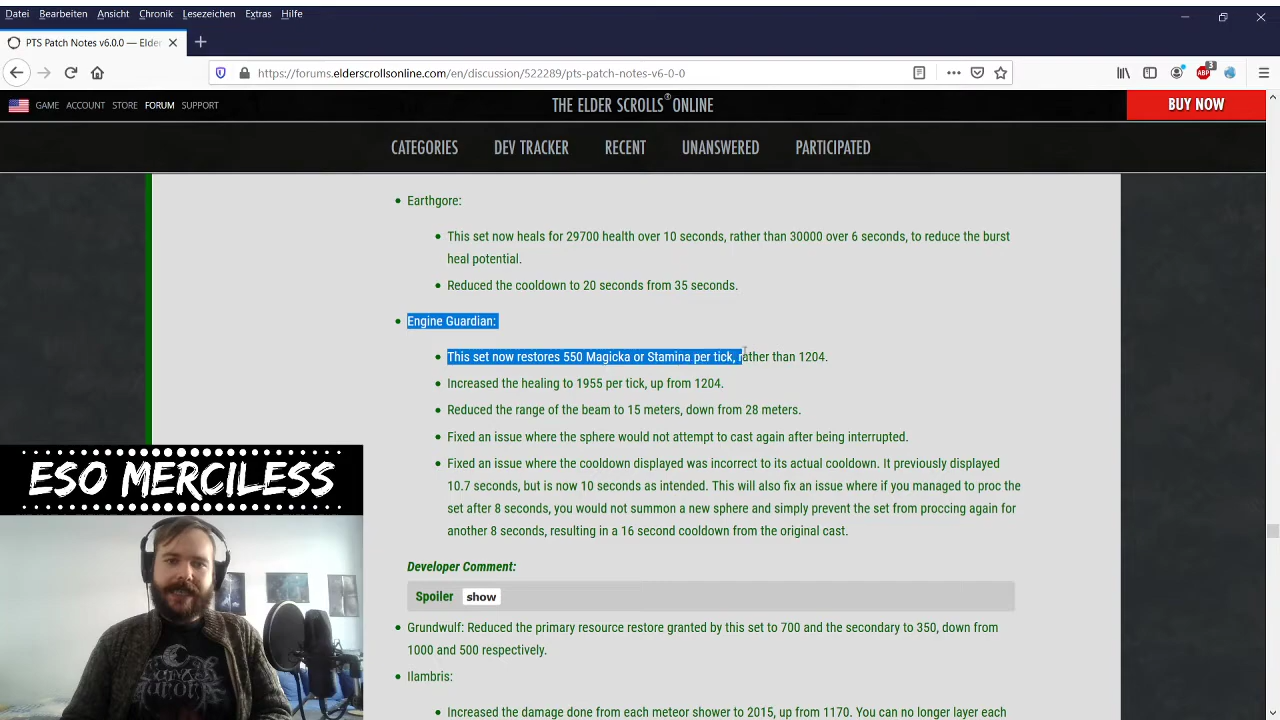 Datei Bearbeiten Ansicht Chronik Lesezeichen Extras Hilfe
PTS Patch Notes v6.0.0 — Elder
https://forums.elderscrollsonline.com/en/discussion/522289/pts-patch-notes-v6-0-0
ABP 3
GAME ACCOUNT STORE FORUM SUPPORT
THE ELDER SCROLLS® ONLINE
BUY NOW
CATEGORIES DEV TRACKER RECENT UNANSWERED PARTICIPATED
Earthgore:
This set now heals for 29700 health over 10 seconds, rather than 30000 over 6 seconds, to reduce the burst
heal potential.
Reduced the cooldown to 20 seconds from 35 seconds.
Engine Guardian:
This set now restores 550 Magicka or Stamina per tick, rather than 1204.
Increased the healing to 1955 per tick, up from 1204.
Reduced the range of the beam to 15 meters, down from 28 meters.
Fixed an issue where the sphere would not attempt to cast again after being interrupted.
Fixed an issue where the cooldown displayed was incorrect to its actual cooldown. It previously displayed
10.7 seconds, but is now 10 seconds as intended. This will also fix an issue where if you managed to proc the
set after 8 seconds, you would not summon a new sphere and simply prevent the set from proccing again for
another 8 seconds, resulting in a 16 second cooldown from the original cast.
Developer Comment:
Spoiler show
Grundwulf: Reduced the primary resource restore granted by this set to 700 and the secondary to 350, down from
1000 and 500 respectively.
Ilambris:
Increased the damage done from each meteor shower to 2015, up from 1170. You can no longer layer each
ESO MERCILESS